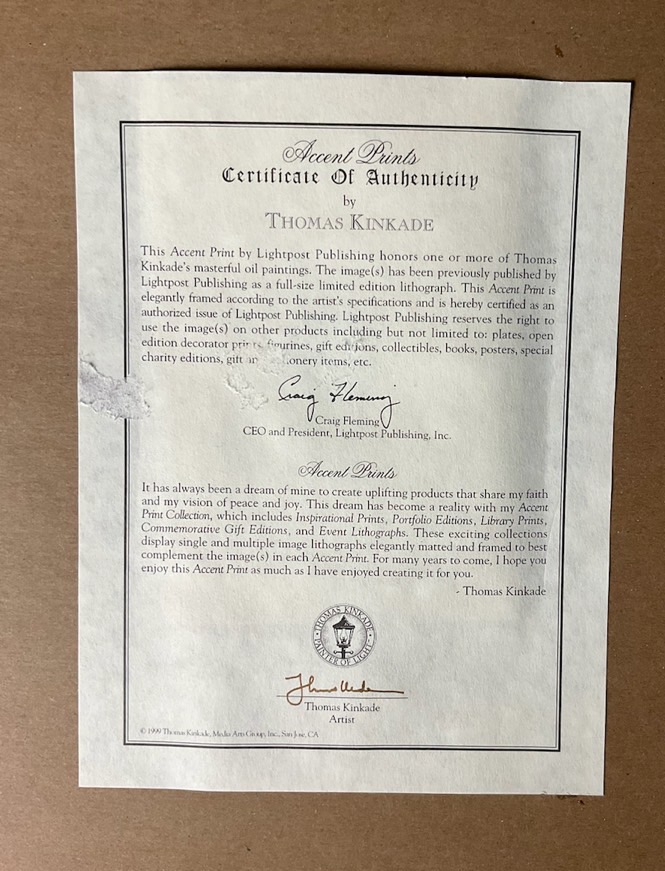 Accent Prints
Certificate Of Authenticity
by
THOMAS KINKADE
This Accent Print by Lightpost Publishing honors one or more of Thomas
Kinkade's masterful oil paintings. The image(s) has been previously published by
Lightpost Publishing as a full-size limited edition lithograph. This Accent Print is
elegantly framed according to the artist's specifications and is hereby certified as an
authorized issue of Lightpost Publishing. Lightpost Publishing reserves the right to
use the image(s) on other products including but not limited to: plates, open
edition decorator prints, figurines, gift editions, collectibles, books, posters, special
charity editions, gift items, etc.
Craig Fleming
Craig Fleming
CEO and President, Lightpost Publishing, Inc.
Accent Prints
It has always been a dream of mine to create uplifting products that share my faith
and my vision of peace and joy. This dream has become a reality with my Accent
Print Collection, which includes Inspirational Prints, Portfolio Editions, Library Prints,
Commemorative Gift Editions, and Event Lithographs. These exciting collections
display single and multiple image lithographs elegantly matted and framed to best
complement the image(s) in each Accent Print. For many years to come, I hope you
enjoy this Accent Print as much as I have enjoyed creating it for you.
- Thomas Kinkade
THOMAS KINKADE
PAINTER OF LIGHT
Thomas Kinkade
Artist
© 1999 Thomas Kinkade, Media Arts Group, Inc., San Jose, CA